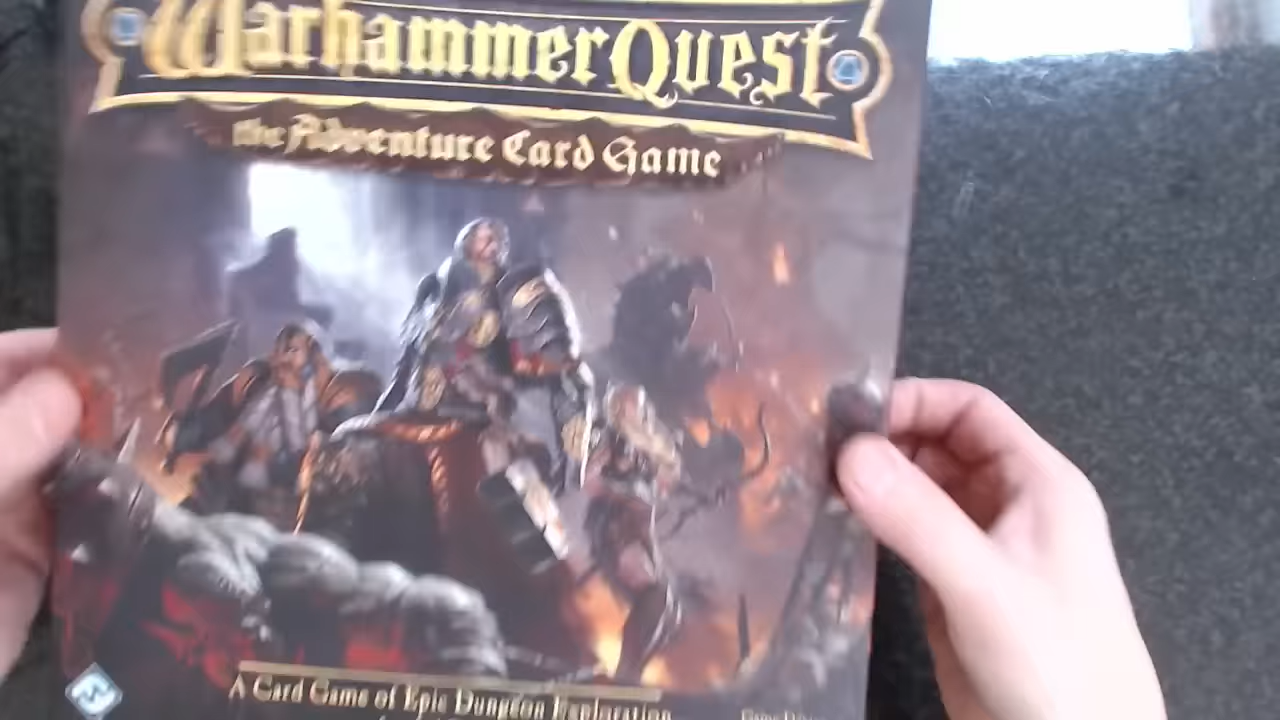 Warhammer Quest
the Adventure Card Game
A Card Game of Epic Dungeon Exploration